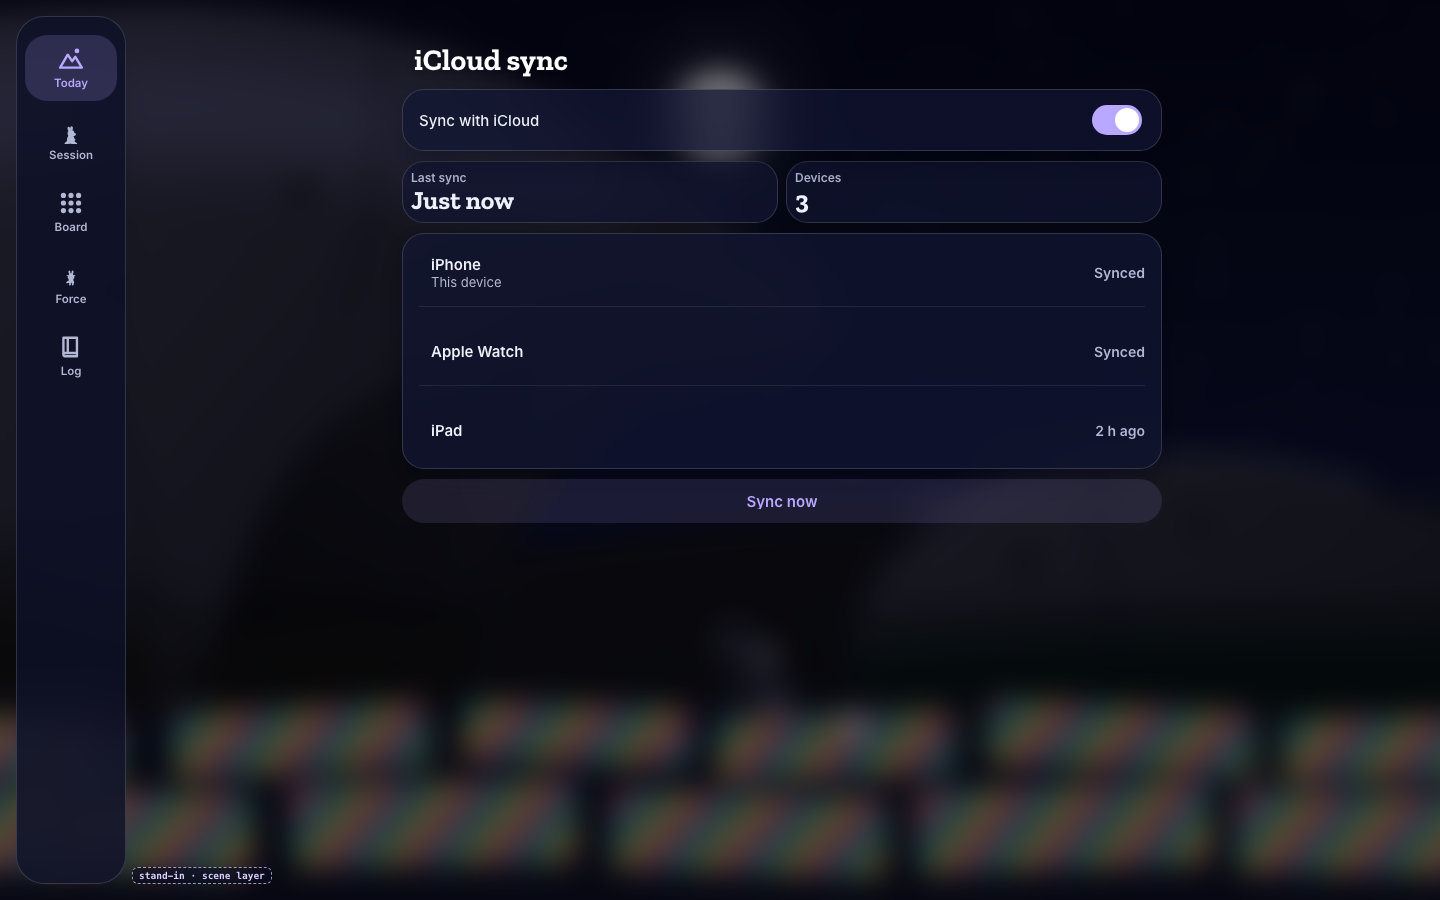 Today
Session
Board
Force
Log
iCloud sync
Sync with iCloud
Last sync
Just now
Devices
3
iPhone
This device
Synced
Apple Watch
Synced
iPad
2 h ago
Sync now
stand-in · scene layer